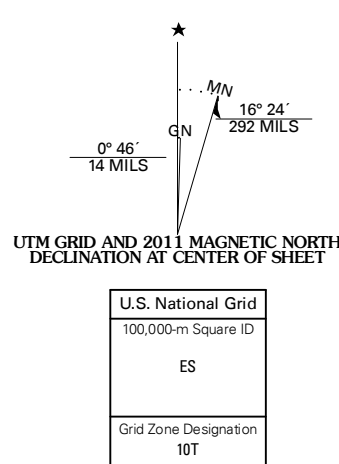 MN
16° 24´
292 MILS
GN
0° 46´
14 MILS
UTM GRID AND 2011 MAGNETIC NORTH
DECLINATION AT CENTER OF SHEET
U.S. National Grid
100,000-m Square ID
ES
Grid Zone Designation
10T